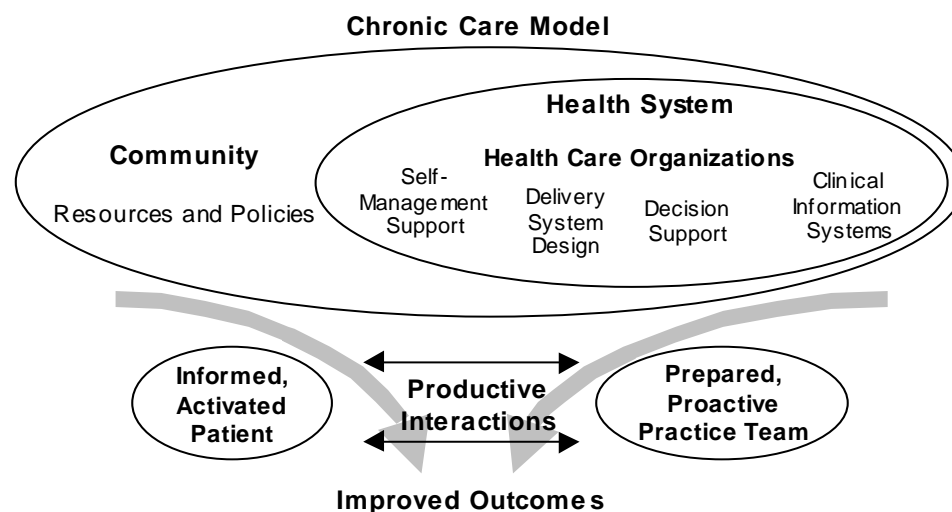 Chronic Care Model
Health System
Community
Resources and Policies
Health Care Organizations
Self-
Management
Support
Delivery
System
Design
Decision
Support
Clinical
Information
Systems
Informed,
Activated
Patient
Productive
Interactions
Prepared,
Proactive
Practice Team
Improved Outcomes